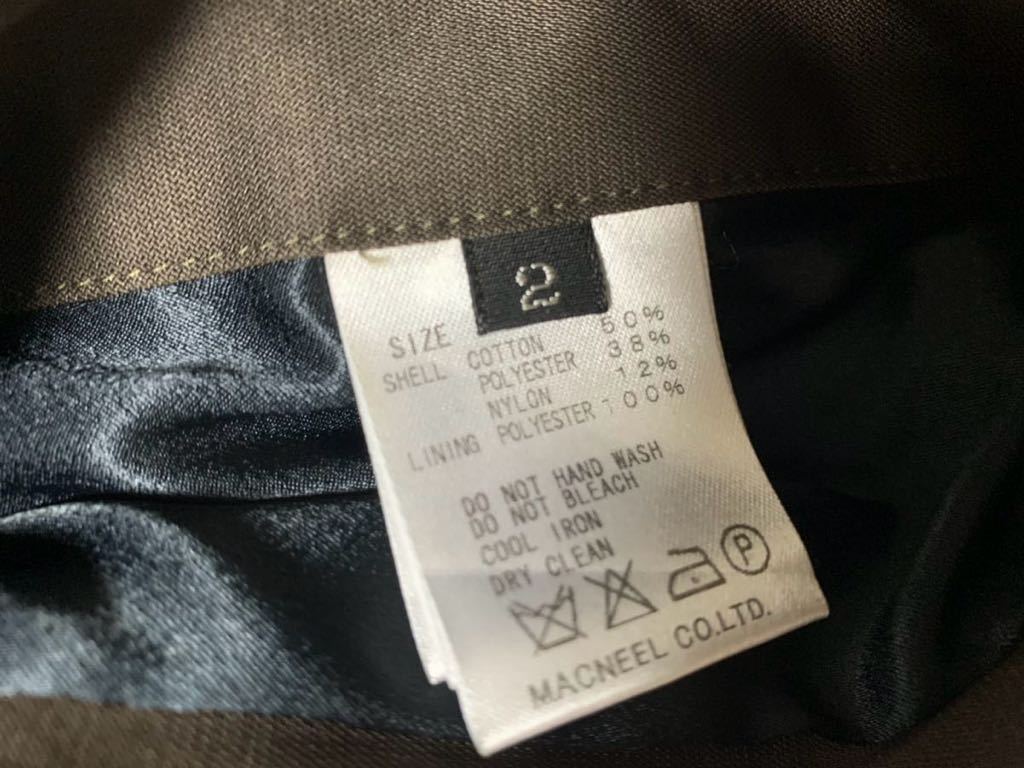 2
SIZE
SHELL COTTON 50%
POLYESTER 38%
NYLON 12%
LINING POLYESTER 100%
DO NOT HAND WASH
DO NOT BLEACH
COOL IRON
DRY CLEAN
P
MACNEEL CO.LTD.